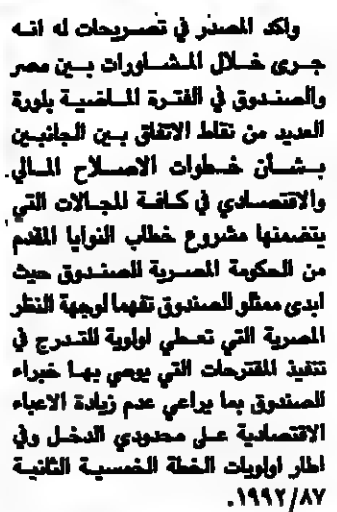 واكد المصدر في تصريحات له انه
جرى خلال المشاورات بين مصر
والصندوق في الفترة الماضية بلورة
العديد من نقاط الاتفاق بين الجانبين
بشأن خطوات الاصلاح المالي
والاقتصادي في كافة المجالات التي
يتضمنها مشروع خطاب النوايا المقدم
من الحكومة المصرية للصندوق حيث
ابدى ممثلو الصندوق تفهما لوجهة النظر
المصرية التي تعطي اولوية للتدرج في
تنفيذ المقترحات التي يوصي بها خبراء
الصندوق بما يراعي عدم زيادة الاعباء
الاقتصادية على محدودي الدخل وفي
اطار اولويات الخطة الخمسية الثانية
١٩٩٢/٨٧.